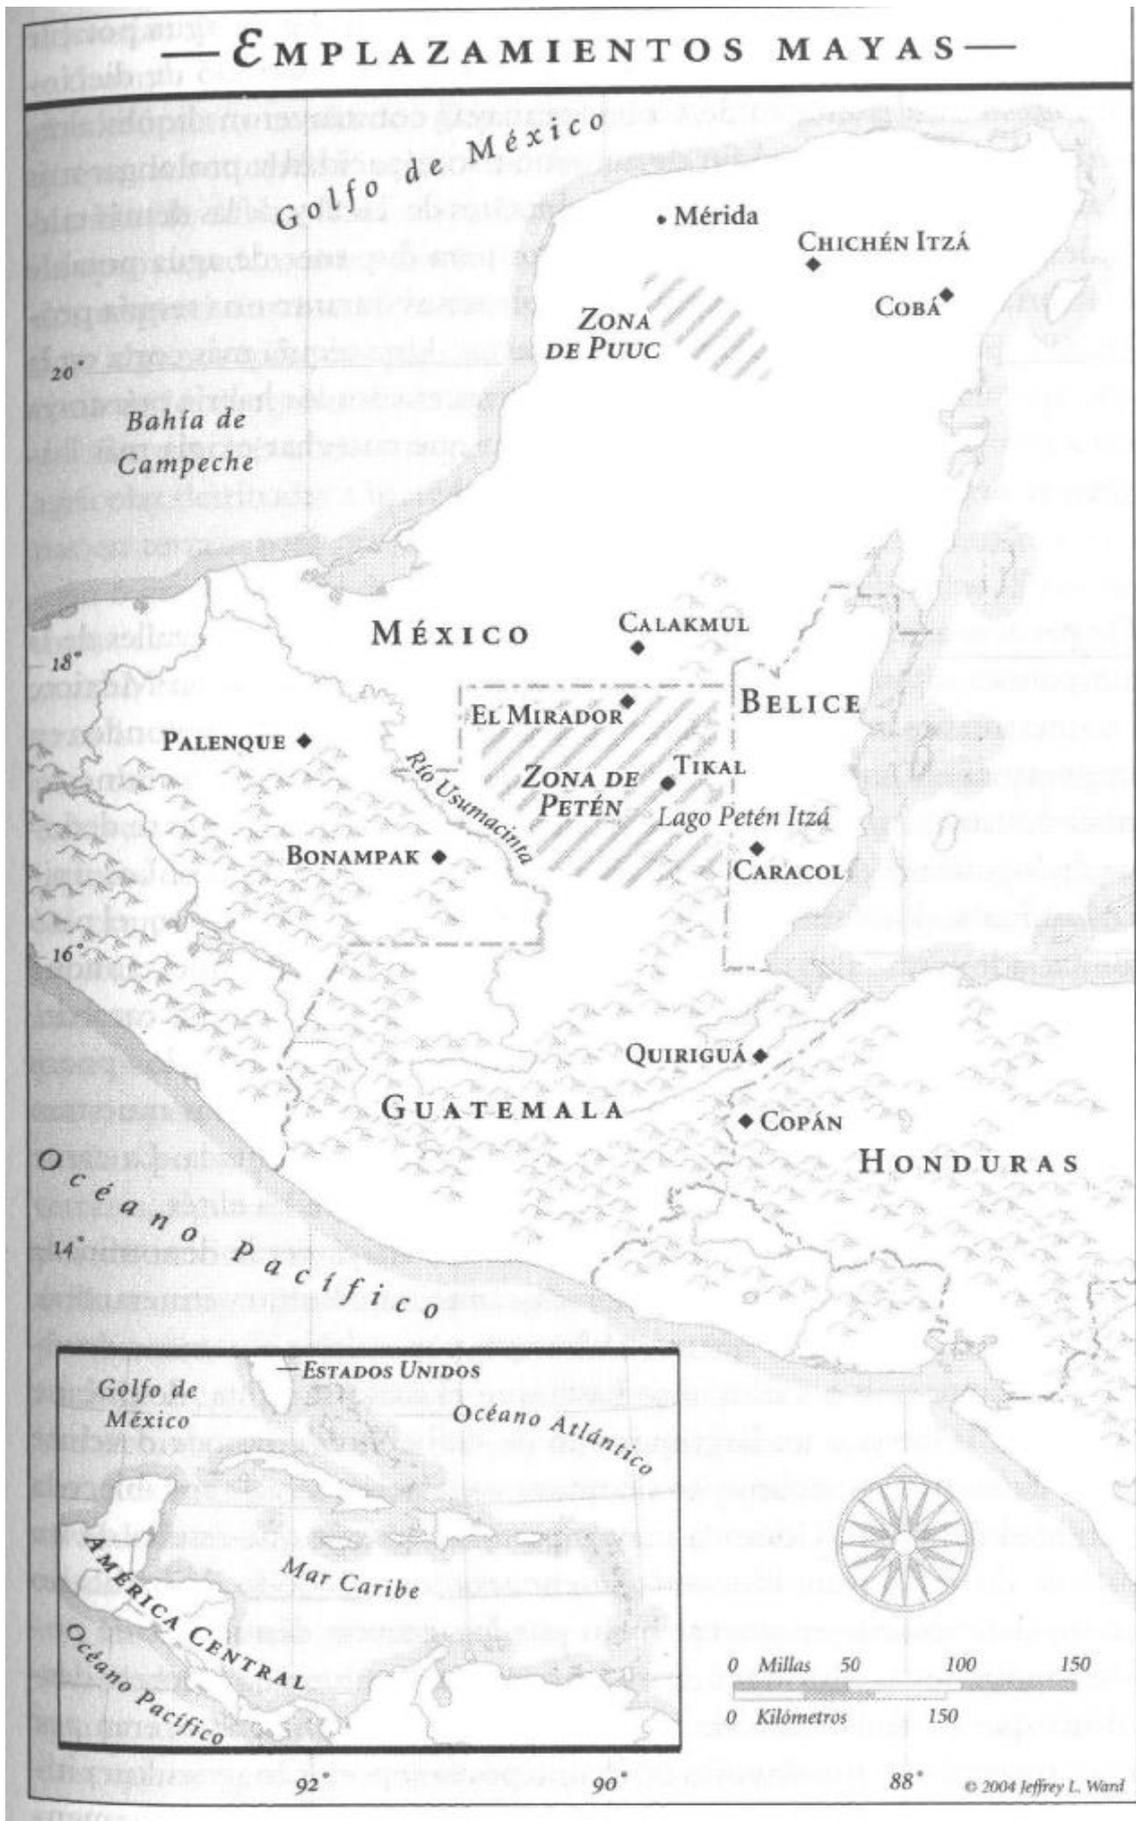 EMPLAZAMIENTOS MAYAS
Golfo de México
Mérida
CHICHÉN ITZÁ
COBÁ
ZONA
DE PUUC
20°
Bahía de
Campeche
MÉXICO
CALAKMUL
18°
BELICE
EL MIRADOR
PALENQUE
TIKAL
Río Usumacinta
ZONA DE
PETÉN
Lago Petén Itzá
BONAMPAK
CARACOL
16°
QUIRIGUÁ
GUATEMALA
COPÁN
HONDURAS
Océano Pacífico
14°
ESTADOS UNIDOS
Golfo de
México
Océano Atlántico
Mar Caribe
AMÉRICA CENTRAL
Océano Pacífico
0 Millas 50 100 150
0 Kilómetros 150
92° 90° 88°
© 2004 Jeffrey L. Ward